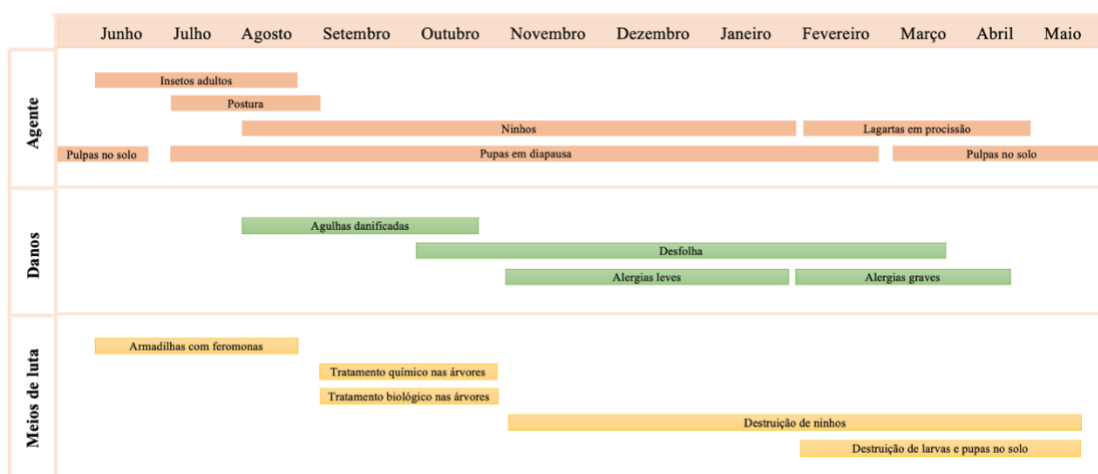 Junho Julho Agosto Setembro Outubro Novembro Dezembro Janeiro Fevereiro Março Abril Maio
Agente
Insetos adultos
Postura
Ninhos Lagartas em procissão
Pulpas no solo Pupas em diapausa Pulpas no solo
Danos
Agulhas danificadas
Desfolha
Alergias leves Alergias graves
Meios de luta
Armadilhas com feromonas
Tratamento químico nas árvores
Tratamento biológico nas árvores
Destruição de ninhos
Destruição de larvas e pupas no solo